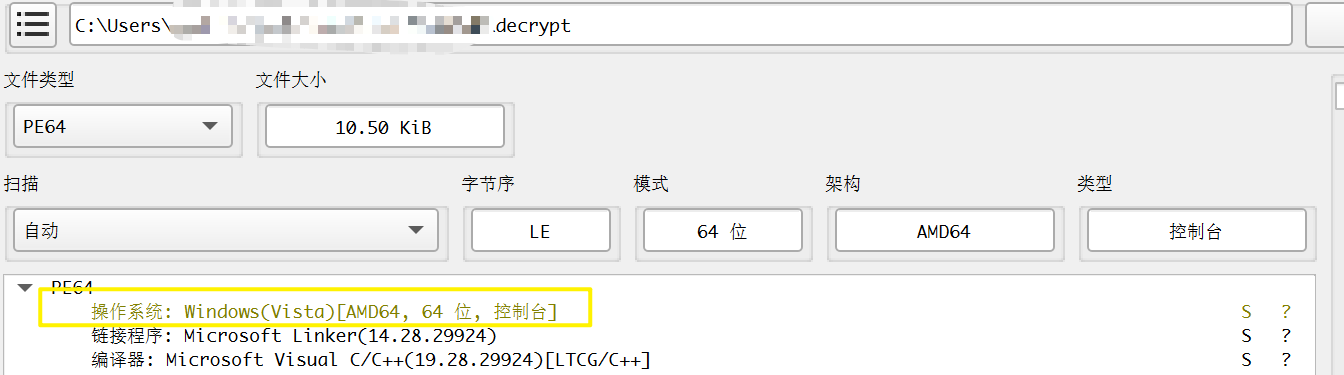 C:\Users\ .decrypt
文件类型 文件大小
PE64 10.50 KiB
扫描 字节序 模式 架构 类型
自动 LE 64 位 AMD64 控制台
PE64
操作系统: Windows(Vista)[AMD64, 64 位, 控制台] S ?
链接程序: Microsoft Linker(14.28.29924) S ?
编译器: Microsoft Visual C/C++(19.28.29924)[LTCG/C++] S ?